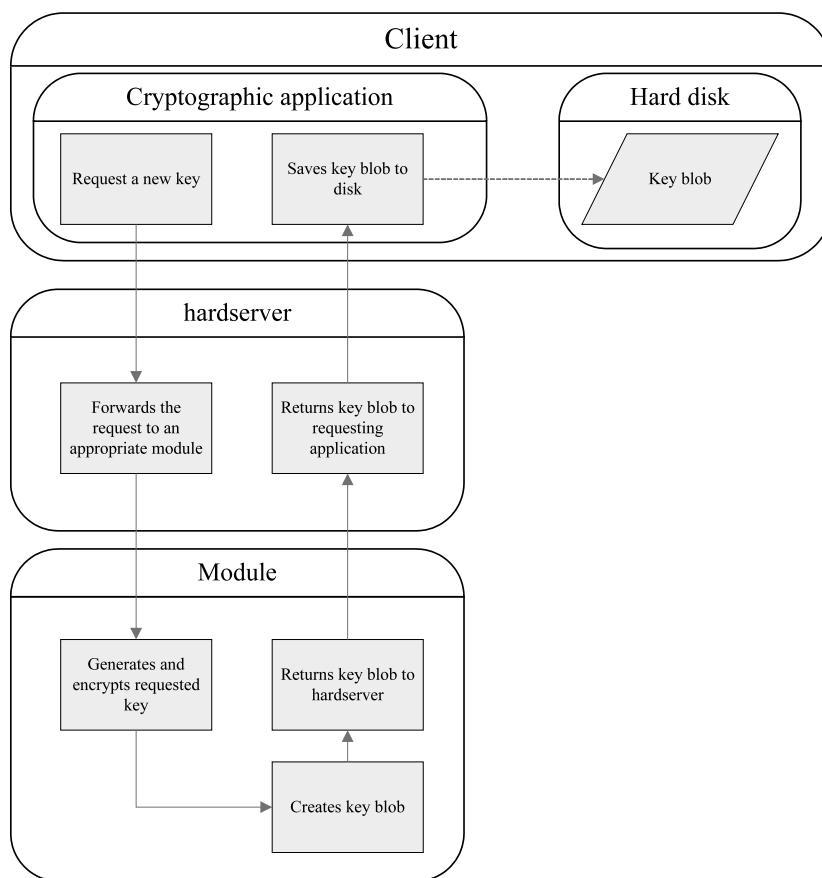 Client
Cryptographic application
Hard disk
Request a new key
Saves key blob to
disk
Key blob
hardserver
Forwards the
request to an
appropriate module
Returns key blob to
requesting
application
Module
Generates and
encrypts requested
key
Returns key blob to
hardserver
Creates key blob